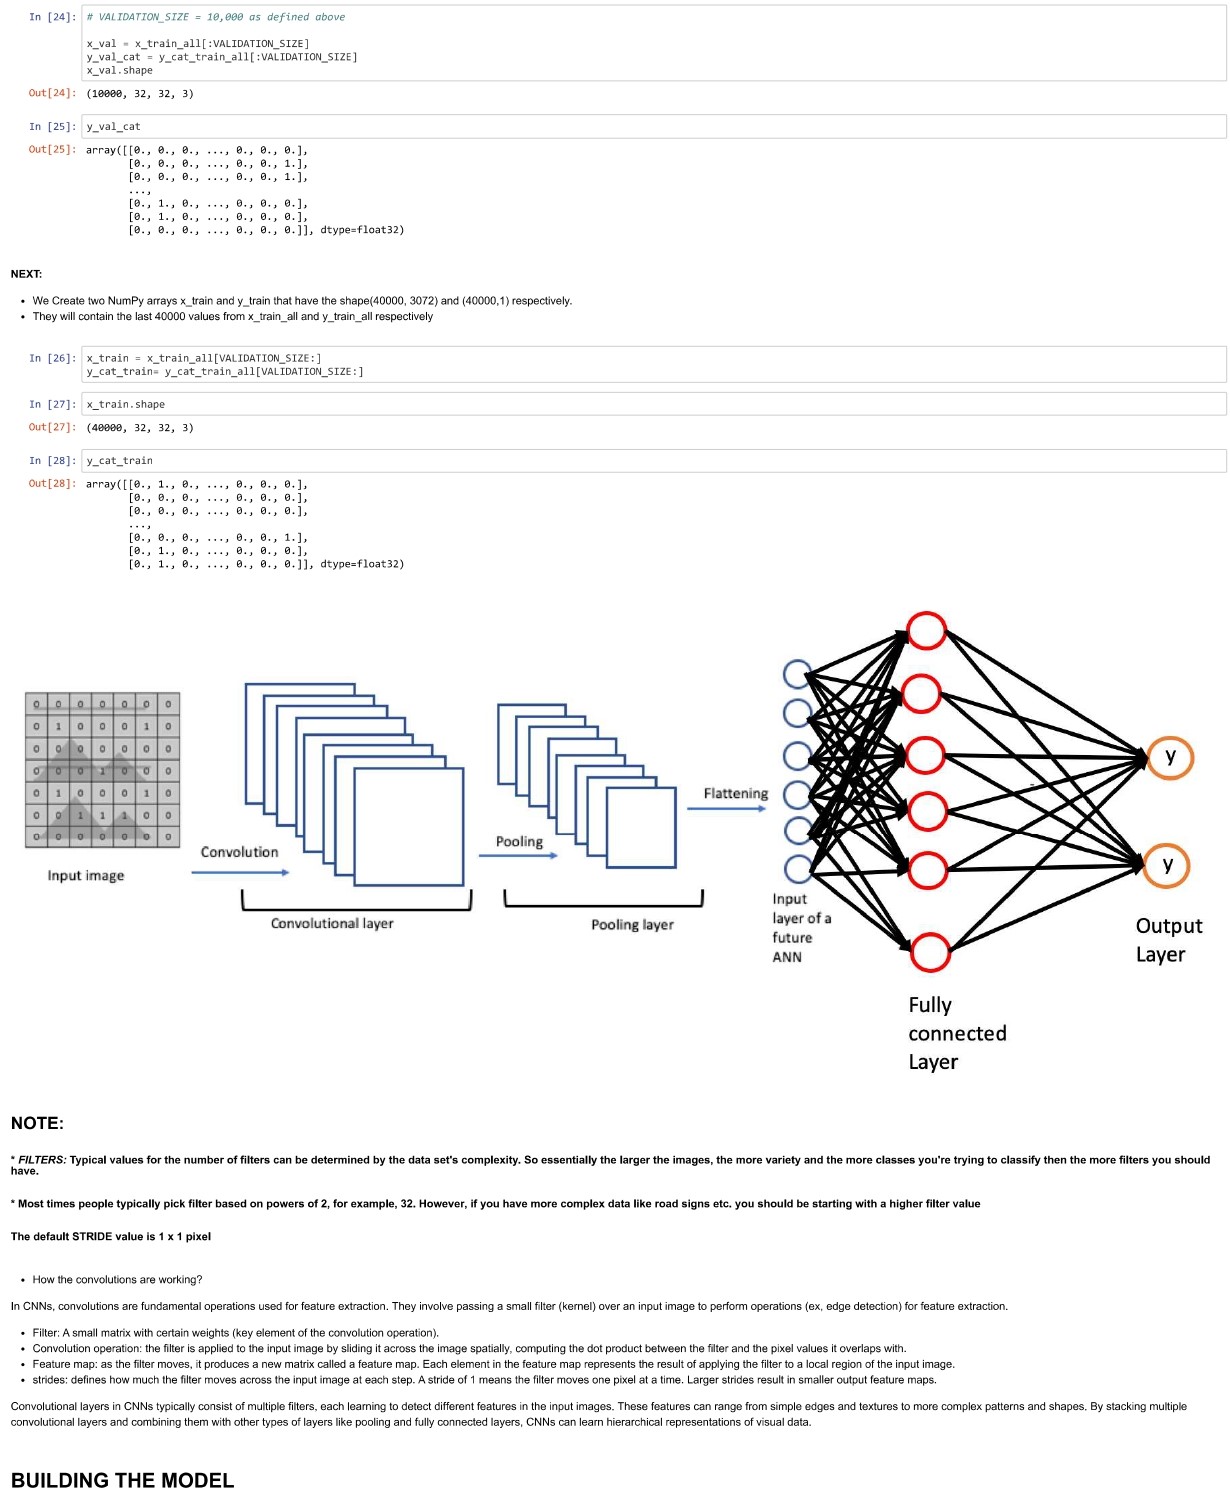 In [24]: # VALIDATION_SIZE = 10,000 as defined above
x_val = x_train_all[:VALIDATION_SIZE]
y_val_cat = y_cat_train_all[:VALIDATION_SIZE]
x_val.shape
Out[24]: (10000, 32, 32, 3)
In [25]: y_val_cat
Out[25]: array([[0., 0., 0., ..., 0., 0., 0.],
[0., 0., 0., ..., 0., 0., 1.],
[0., 0., 0., ..., 0., 0., 1.],
...,
[0., 1., 0., ..., 0., 0., 0.],
[0., 1., 0., ..., 0., 0., 0.],
[0., 0., 0., ..., 0., 0., 0.]], dtype=float32)
NEXT:
• We Create two NumPy arrays x_train and y_train that have the shape(40000, 3072) and (40000,1) respectively.
• They will contain the last 40000 values from x_train_all and y_train_all respectively
In [26]: x_train = x_train_all[VALIDATION_SIZE:]
y_cat_train= y_cat_train_all[VALIDATION_SIZE:]
In [27]: x_train.shape
Out[27]: (40000, 32, 32, 3)
In [28]: y_cat_train
Out[28]: array([[0., 1., 0., ..., 0., 0., 0.],
[0., 0., 0., ..., 0., 0., 0.],
[0., 0., 0., ..., 0., 0., 0.],
...,
[0., 0., 0., ..., 0., 0., 1.],
[0., 1., 0., ..., 0., 0., 0.],
[0., 1., 0., ..., 0., 0., 0.]], dtype=float32)
0 0 0 0 0 0 0
0 1 0 0 0 1 0
0 0 0 0 0 0 0
0 0 0 1 0 0 0
0 1 0 0 0 1 0
0 0 1 1 1 0 0
0 0 0 0 0 0 0
Input image
Convolution
Convolutional layer
Pooling
Pooling layer
Flattening
Input
layer of a
future
ANN
Fully
connected
Layer
y
y
Output
Layer
NOTE:
* FILTERS: Typical values for the number of filters can be determined by the data set's complexity. So essentially the larger the images, the more variety and the more classes you're trying to classify then the more filters you should
have.
* Most times people typically pick filter based on powers of 2, for example, 32. However, if you have more complex data like road signs etc. you should be starting with a higher filter value
The default STRIDE value is 1 x 1 pixel
• How the convolutions are working?
In CNNs, convolutions are fundamental operations used for feature extraction. They involve passing a small filter (kernel) over an input image to perform operations (ex, edge detection) for feature extraction.
• Filter: A small matrix with certain weights (key element of the convolution operation).
• Convolution operation: the filter is applied to the input image by sliding it across the image spatially, computing the dot product between the filter and the pixel values it overlaps with.
• Feature map: as the filter moves, it produces a new matrix called a feature map. Each element in the feature map represents the result of applying the filter to a local region of the input image.
• strides: defines how much the filter moves across the input image at each step. A stride of 1 means the filter moves one pixel at a time. Larger strides result in smaller output feature maps.
Convolutional layers in CNNs typically consist of multiple filters, each learning to detect different features in the input images. These features can range from simple edges and textures to more complex patterns and shapes. By stacking multiple
convolutional layers and combining them with other types of layers like pooling and fully connected layers, CNNs can learn hierarchical representations of visual data.
BUILDING THE MODEL